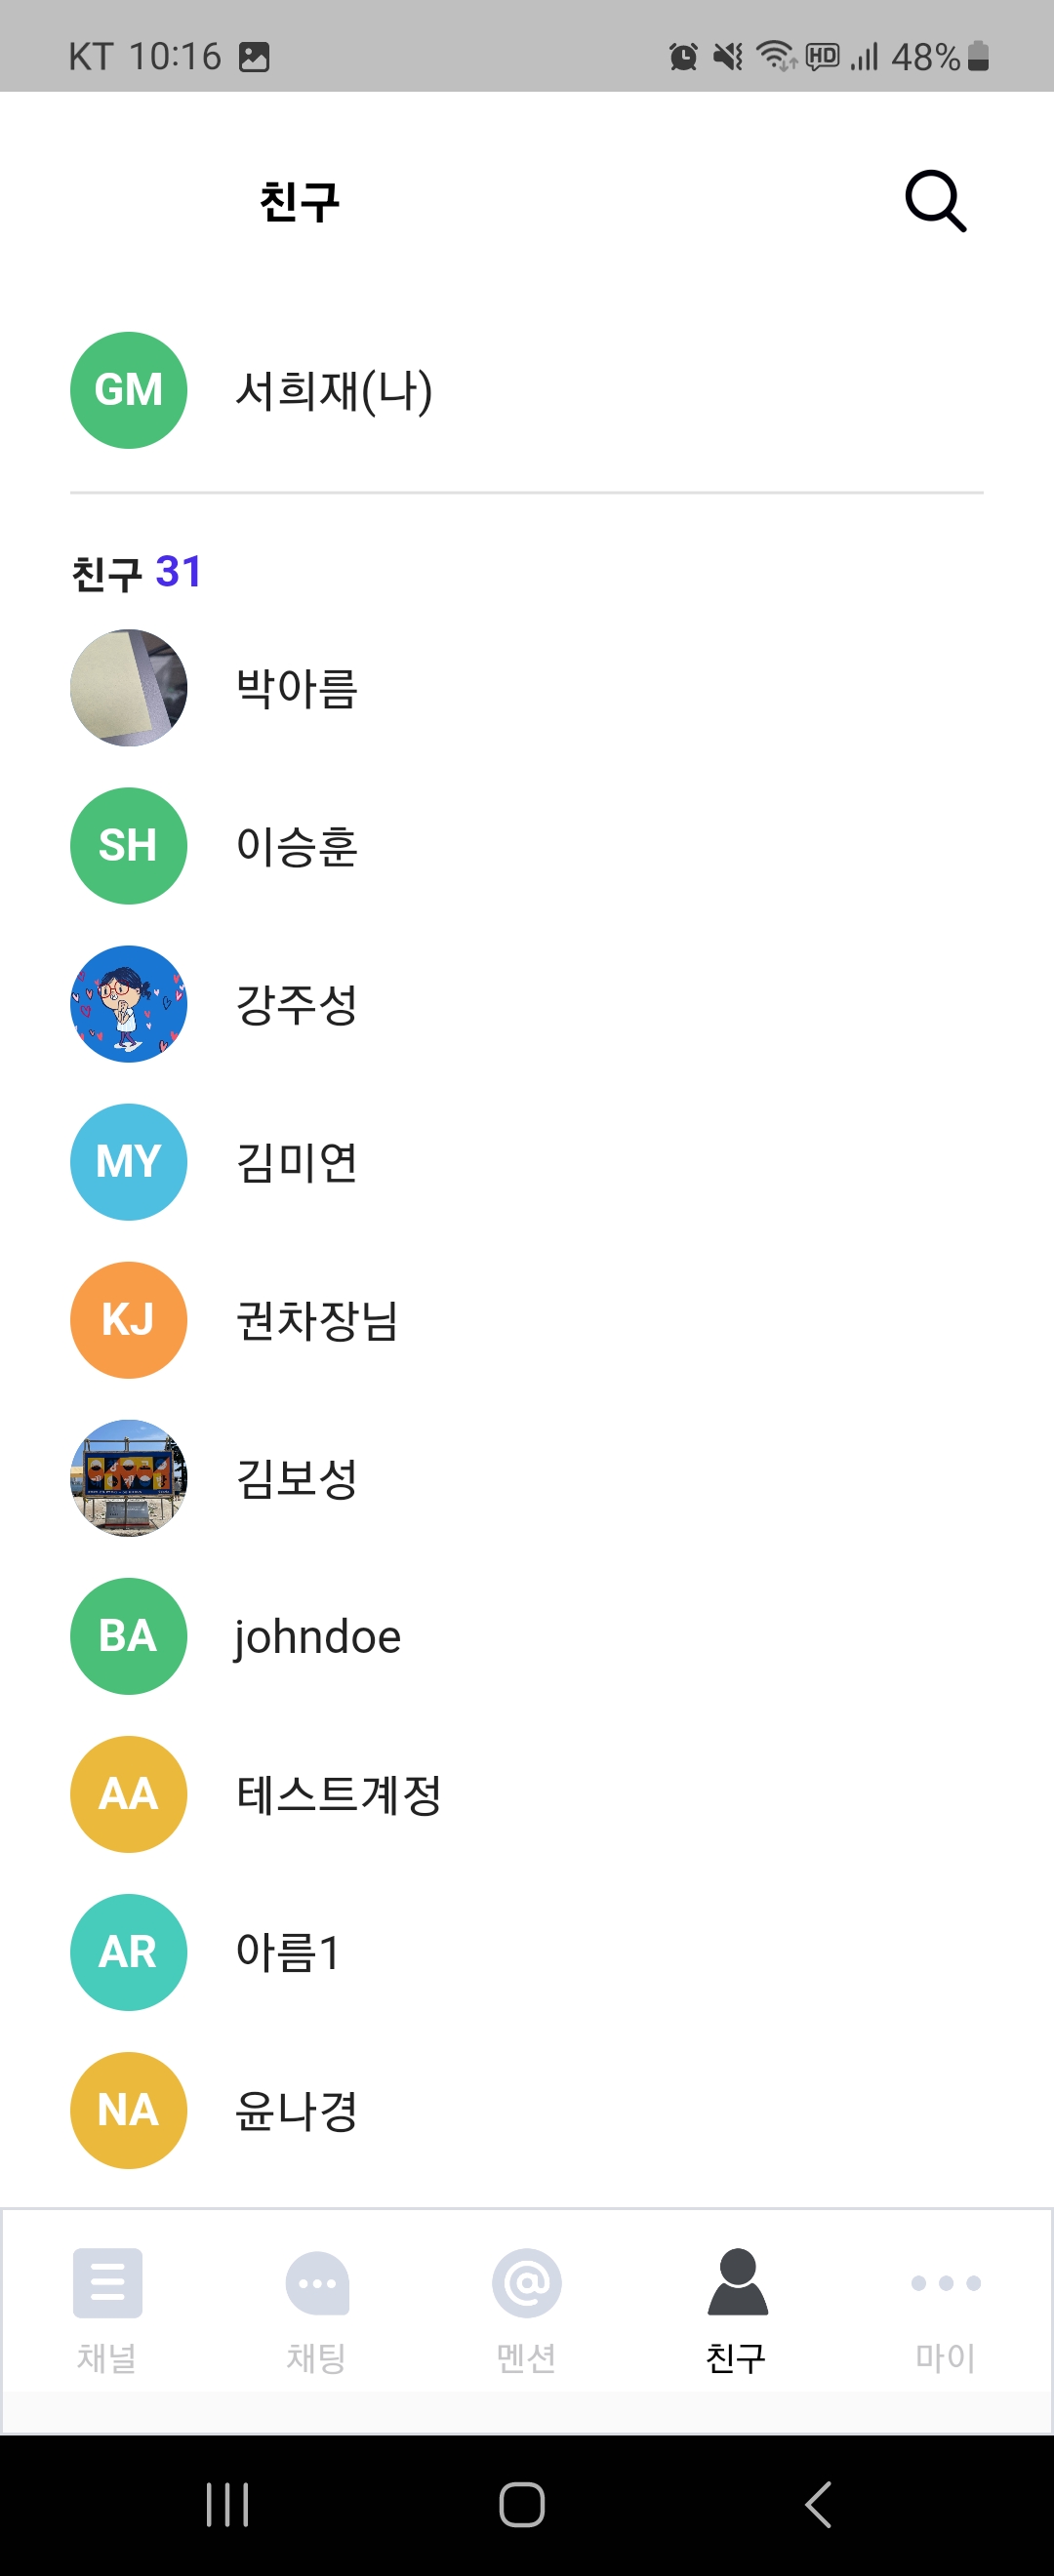 KT 10:16 HD 48%
친구
GM 서희재(나)
친구 31
박아름
SH 이승훈
강주성
MY 김미연
KJ 권차장님
김보성
BA johndoe
AA 테스트계정
AR 아름1
NA 윤나경
채널 채팅 멘션 친구 마이